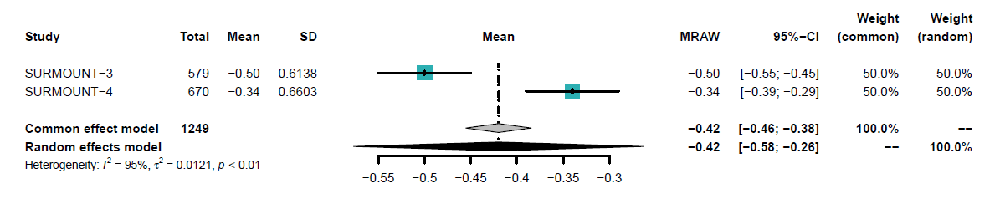 Weight Weight
Study Total Mean SD Mean MRAW 95%−CI (common) (random)
SURMOUNT−3 579 −0.50 0.6138 −0.50 [−0.55; −0.45] 50.0% 50.0%
SURMOUNT−4 670 −0.34 0.6603 −0.34 [−0.39; −0.29] 50.0% 50.0%
Common effect model 1249 −0.42 [−0.46; −0.38] 100.0% −−
Random effects model −0.42 [−0.58; −0.26] −− 100.0%
Heterogeneity: I² = 95%, τ² = 0.0121, p < 0.01
−0.55 −0.5 −0.45 −0.4 −0.35 −0.3